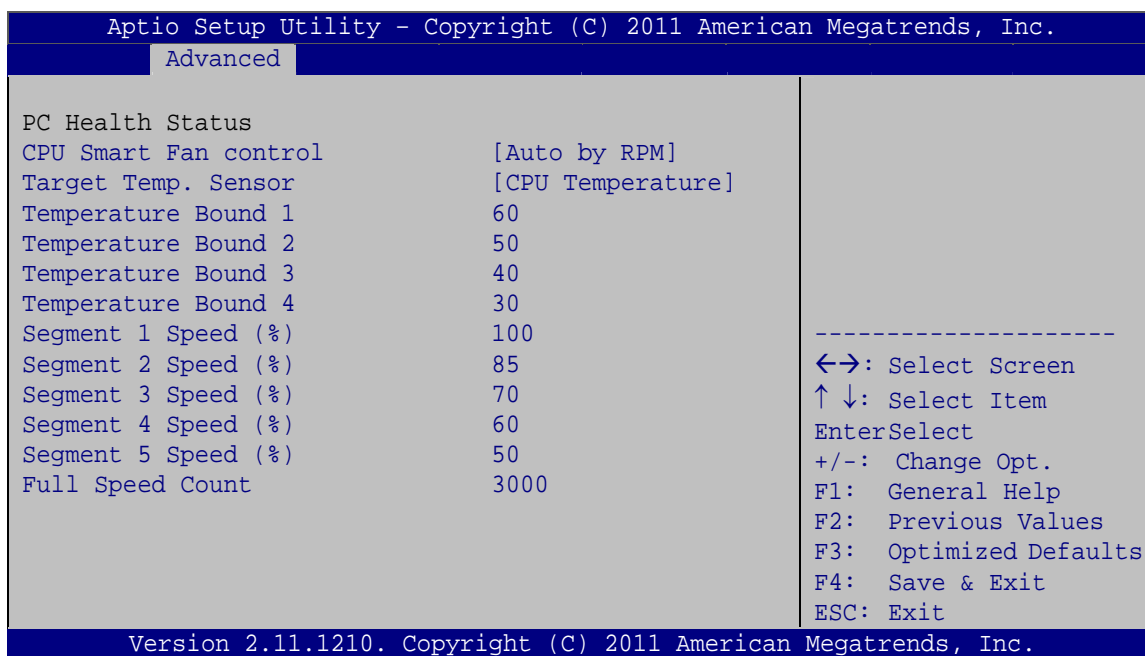 Aptio Setup Utility – Copyright (C) 2011 American Megatrends, Inc.
Advanced
PC Health Status
CPU Smart Fan control [Auto by RPM]
Target Temp. Sensor [CPU Temperature]
Temperature Bound 1 60
Temperature Bound 2 50
Temperature Bound 3 40
Temperature Bound 4 30
Segment 1 Speed (%) 100
Segment 2 Speed (%) 85
Segment 3 Speed (%) 70
Segment 4 Speed (%) 60
Segment 5 Speed (%) 50
Full Speed Count 3000
---------------------
←→: Select Screen
↑ ↓: Select Item
EnterSelect
+/-: Change Opt.
F1: General Help
F2: Previous Values
F3: Optimized Defaults
F4: Save & Exit
ESC: Exit
Version 2.11.1210. Copyright (C) 2011 American Megatrends, Inc.